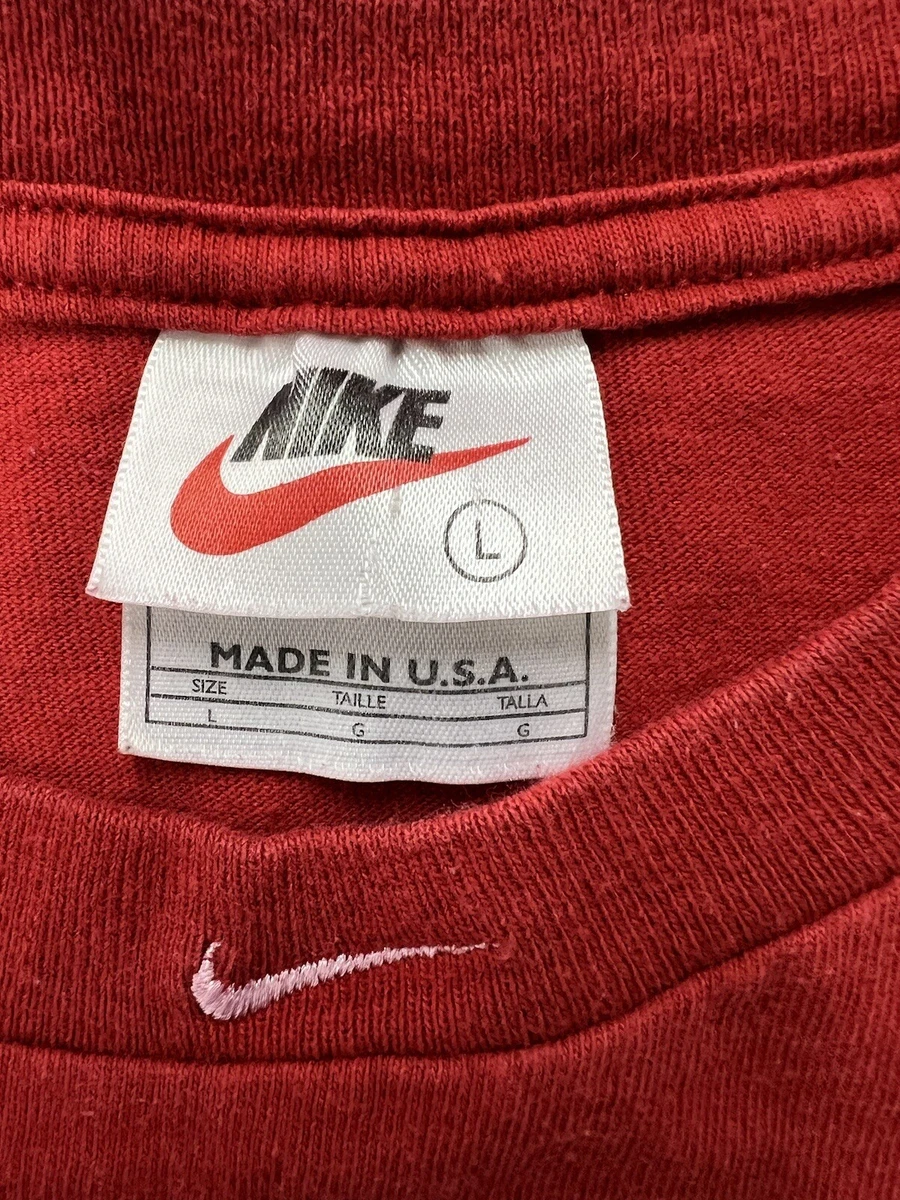 NIKE
L
MADE IN U.S.A.
SIZE TAILLE TALLA
L G G